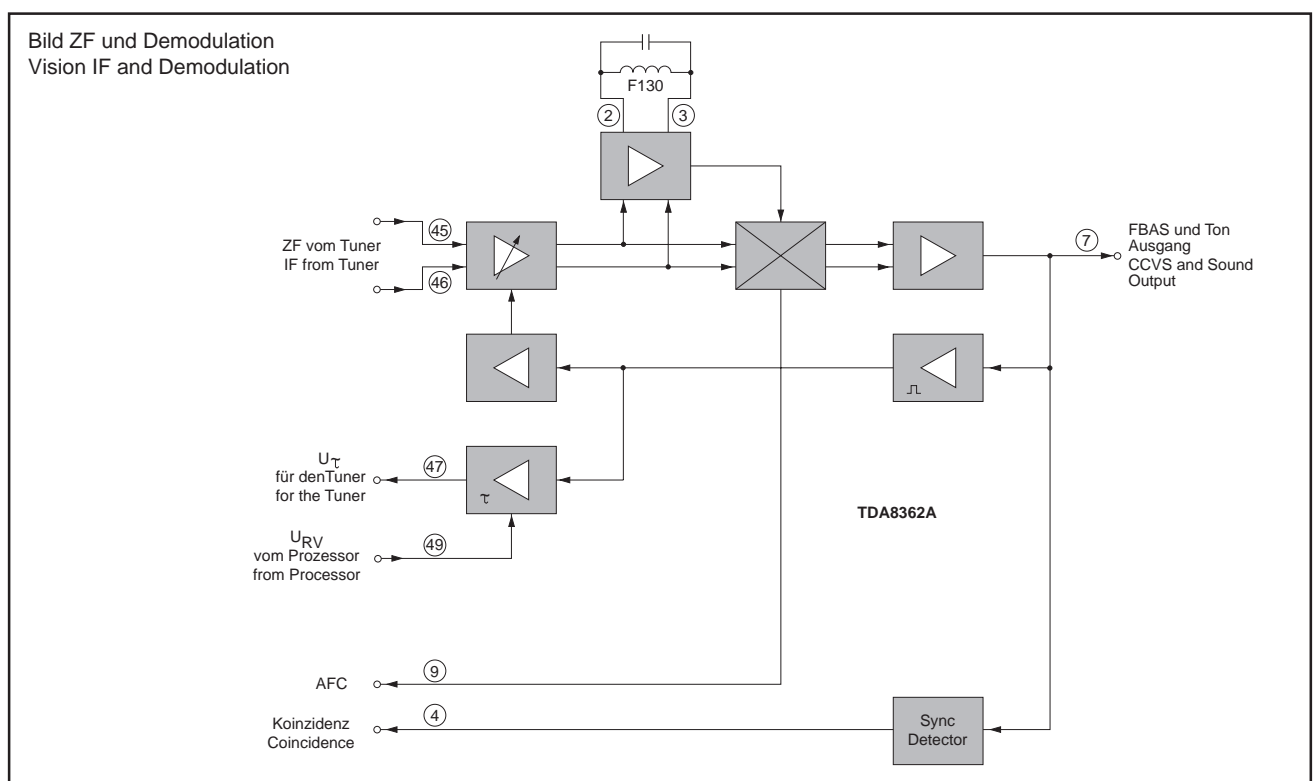 Bild ZF und Demodulation
Vision IF and Demodulation
F130
2
3
45
ZF vom Tuner
IF from Tuner
46
7
FBAS und Ton
Ausgang
CCVS and Sound
Output
Uτ
für denTuner
for the Tuner
47
τ
TDA8362A
URV
vom Prozessor
from Processor
49
AFC
9
Koinzidenz
Coincidence
4
Sync
Detector